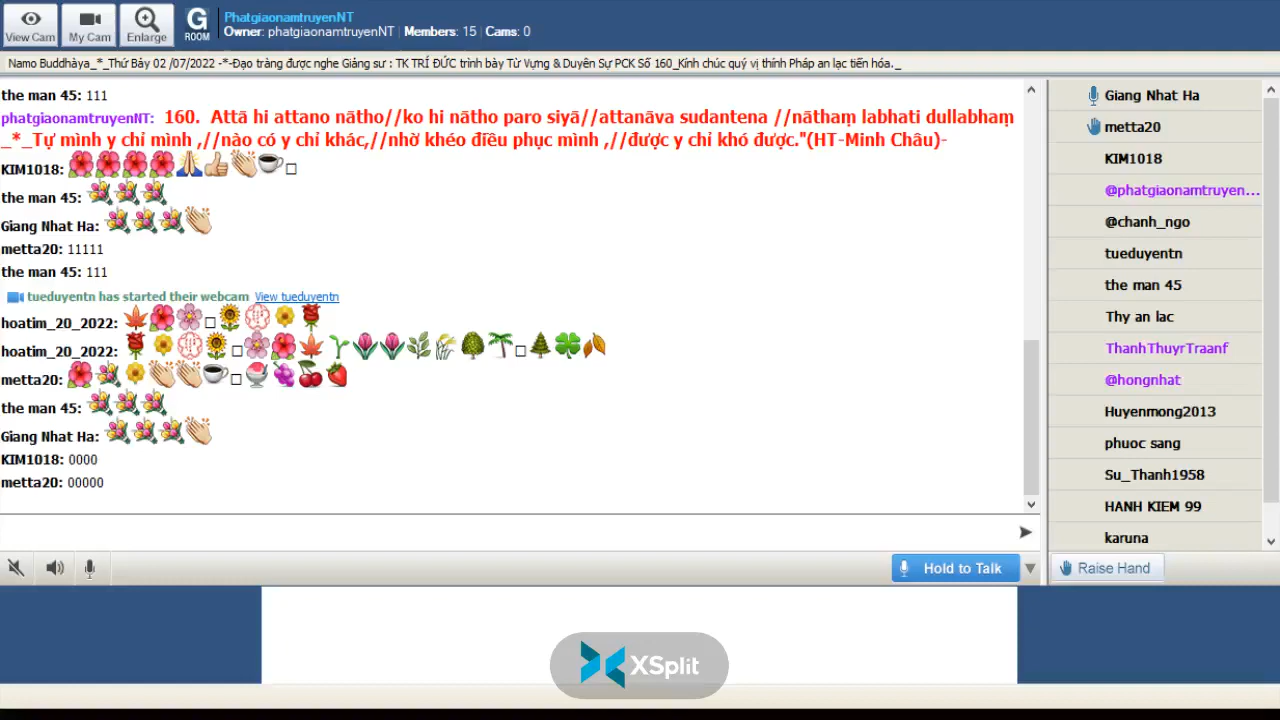 View Cam
My Cam
Enlarge
G
ROOM
PhatgiaonamtruyenNT
Owner: phatgiaonamtruyenNT | Members: 15 | Cams: 0
Namo Buddhàya_*_Thứ Bảy 02 /07/2022 -*-Đạo tràng được nghe Giảng sư : TK TRÍ ĐỨC trình bày Từ Vựng & Duyên Sự PCK Số 160_Kính chúc quý vị thính Pháp an lạc tiến hóa._
the man 45: 111
phatgiaonamtruyenNT: 160. Attā hi attano nātho//ko hi nātho paro siyā//attanāva sudantena //nāthaṃ labhati dullabhaṃ
_*_Tự mình y chỉ mình ,//nào có y chỉ khác,//nhờ khéo điều phục mình ,//được y chỉ khó được."(HT-Minh Châu)-
KIM1018:
the man 45:
Giang Nhat Ha:
metta20: 11111
the man 45: 111
tueduyentn has started their webcam View tueduyentn
hoatim_20_2022:
hoatim_20_2022:
metta20:
the man 45:
Giang Nhat Ha:
KIM1018: 0000
metta20: 00000
Hold to Talk
Giang Nhat Ha
metta20
KIM1018
@phatgiaonamtruyen...
@chanh_ngo
tueduyentn
the man 45
Thy an lac
ThanhThuyrTraanf
@hongnhat
Huyenmong2013
phuoc sang
Su_Thanh1958
HANH KIEM 99
karuna
Raise Hand
XSplit